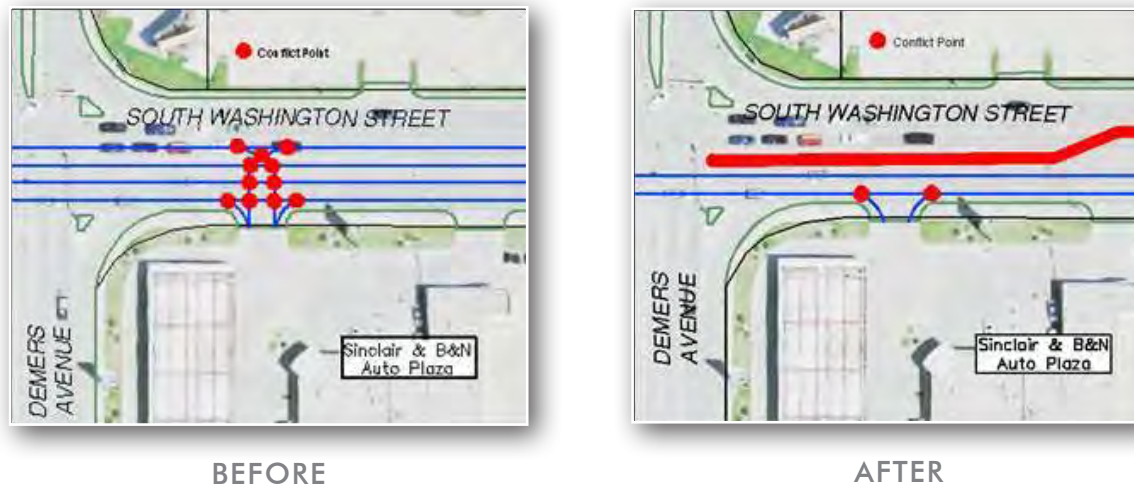 Conflict Point
SOUTH WASHINGTON STREET
DEMERS
AVENUE
Sinclair & B&N
Auto Plaza
BEFORE
Conflict Point
SOUTH WASHINGTON STREET
DEMERS
AVENUE
Sinclair & B&N
Auto Plaza
AFTER